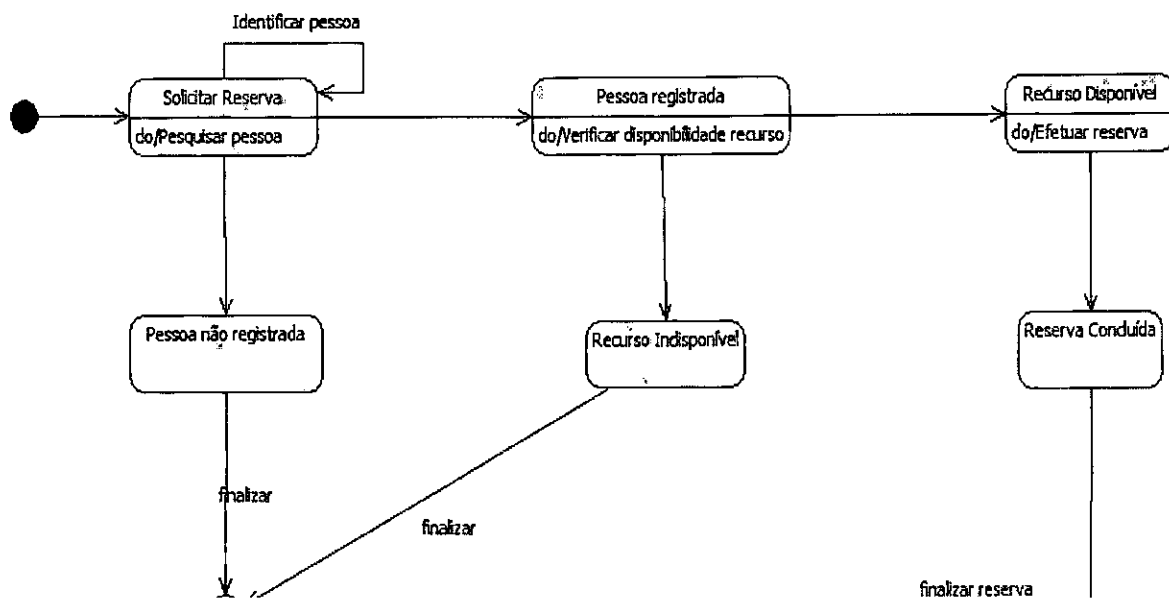 Identificar pessoa
Solicitar Reserva
do/Pesquisar pessoa
Pessoa registrada
do/Verificar disponibilidade recurso
Recurso Disponível
do/Efetuar reserva
Pessoa não registrada
Recurso Indisponível
Reserva Concluída
finalizar
finalizar
finalizar reserva